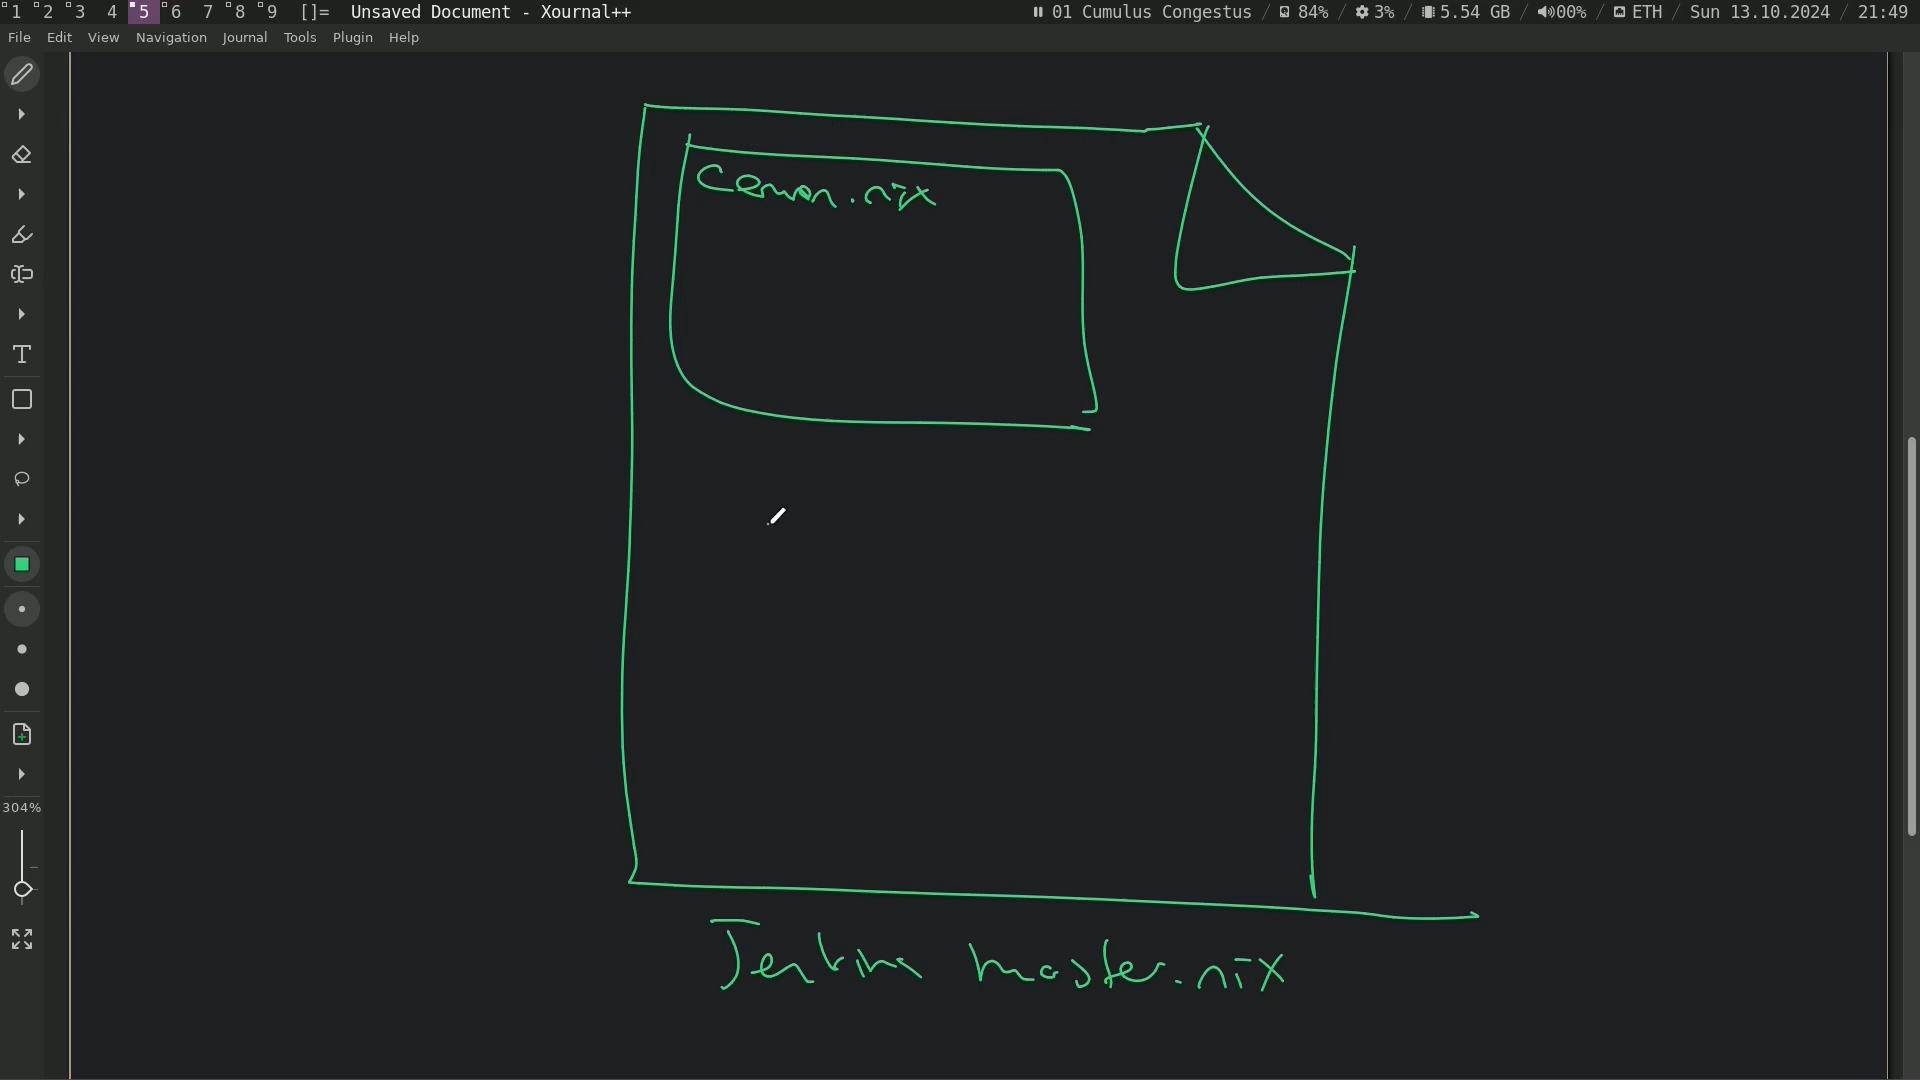 1 2 3 4 5 6 7 8 9 []= Unsaved Document - Xournal++ 01 Cumulus Congestus / 84% / 3% / 5.54 GB / 00% / ETH / Sun 13.10.2024 / 21:49
File Edit View Navigation Journal Tools Plugin Help
.nix
304%
master.nix